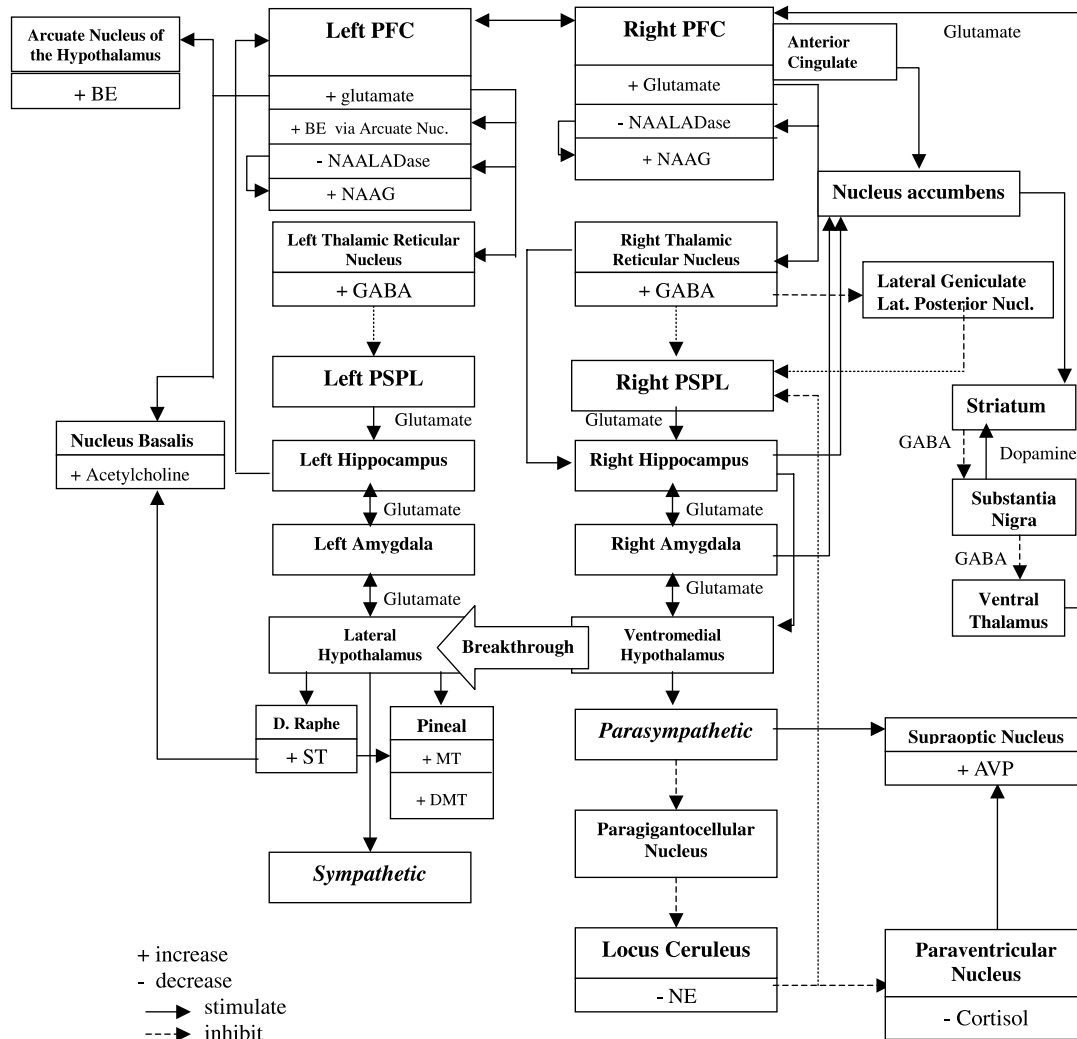 Arcuate Nucleus of
the Hypothalamus
+ BE
Left PFC
+ glutamate
+ BE via Arcuate Nuc.
- NAALADase
+ NAAG
Right PFC
+ Glutamate
- NAALADase
+ NAAG
Anterior
Cingulate
Glutamate
Nucleus accumbens
Left Thalamic Reticular
Nucleus
+ GABA
Right Thalamic
Reticular Nucleus
+ GABA
Lateral Geniculate
Lat. Posterior Nucl.
Left PSPL
Glutamate
Right PSPL
Glutamate
Striatum
GABA
Dopamine
Nucleus Basalis
+ Acetylcholine
Left Hippocampus
Glutamate
Right Hippocampus
Glutamate
Substantia
Nigra
GABA
Left Amygdala
Glutamate
Right Amygdala
Glutamate
Ventral
Thalamus
Lateral
Hypothalamus
Breakthrough
Ventromedial
Hypothalamus
D. Raphe
+ ST
Pineal
+ MT
+ DMT
Parasympathetic
Supraoptic Nucleus
+ AVP
Paragigantocellular
Nucleus
Sympathetic
Locus Ceruleus
- NE
Paraventricular
Nucleus
- Cortisol
+ increase
- decrease
stimulate
inhibit